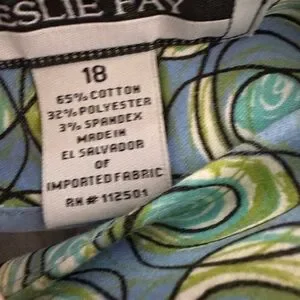 ESLIE FAY
18
65% COTTON
32% POLYESTER
3% SPANDEX
MADE IN
EL SALVADOR
OF
IMPORTED FABRIC
RN # 112501